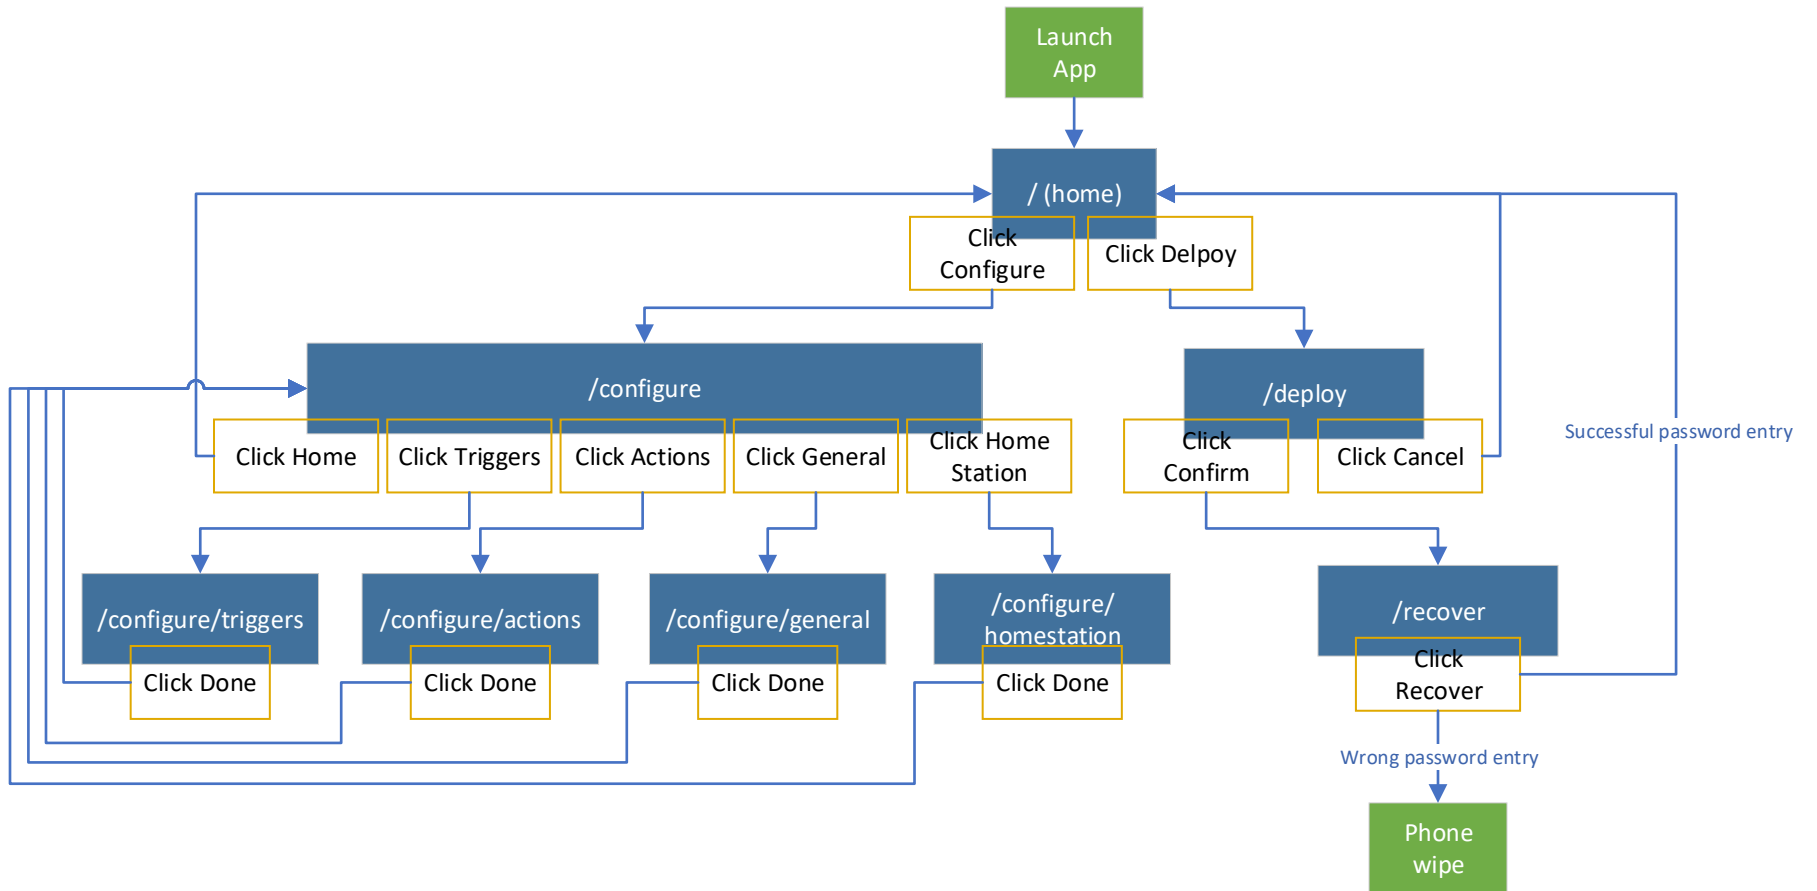 Launch
App
/ (home)
Click
Configure
Click Delpoy
/configure
/deploy
Successful password entry
Click Home
Click Triggers
Click Actions
Click General
Click Home
Station
Click
Confirm
Click Cancel
/configure/triggers
/configure/actions
/configure/general
/configure/
homestation
/recover
Click Done
Click Done
Click Done
Click Done
Click
Recover
Wrong password entry
Phone
wipe